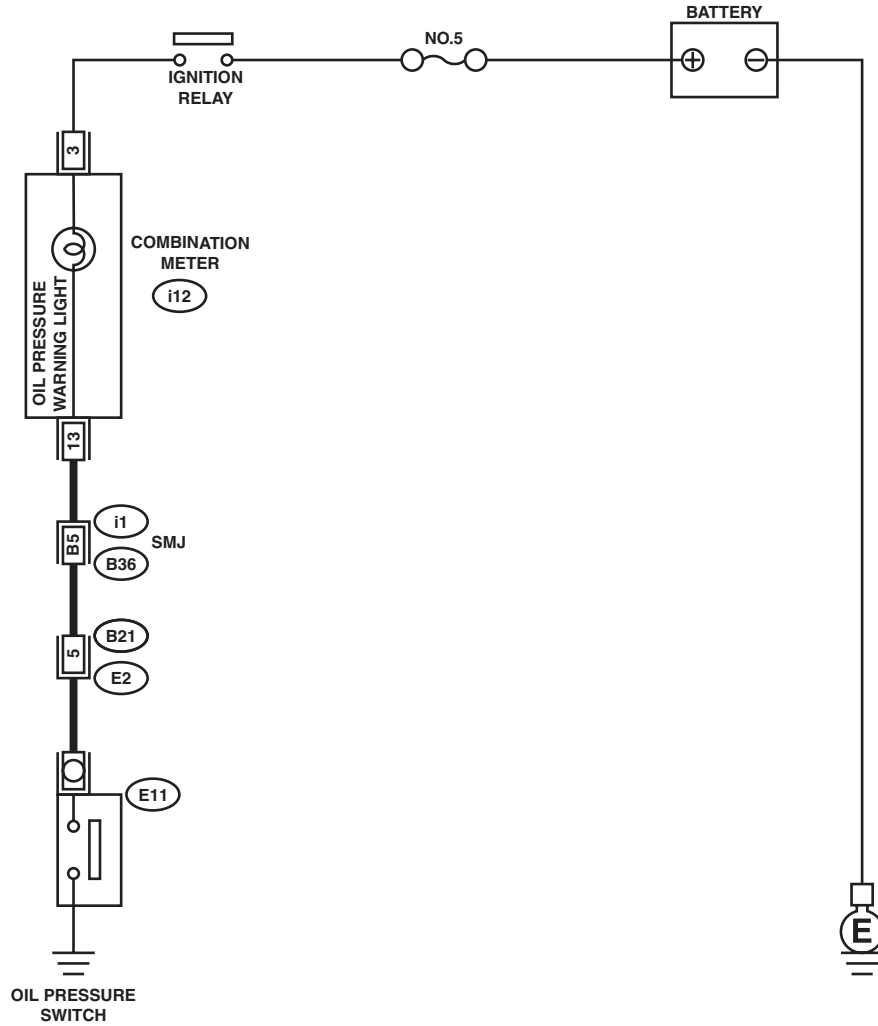 BATTERY
NO.5
+
−
IGNITION
RELAY
3
OIL PRESSURE
WARNING LIGHT
COMBINATION
METER
i12
13
i1
B5
SMJ
B36
B21
5
E2
E11
E
OIL PRESSURE
SWITCH